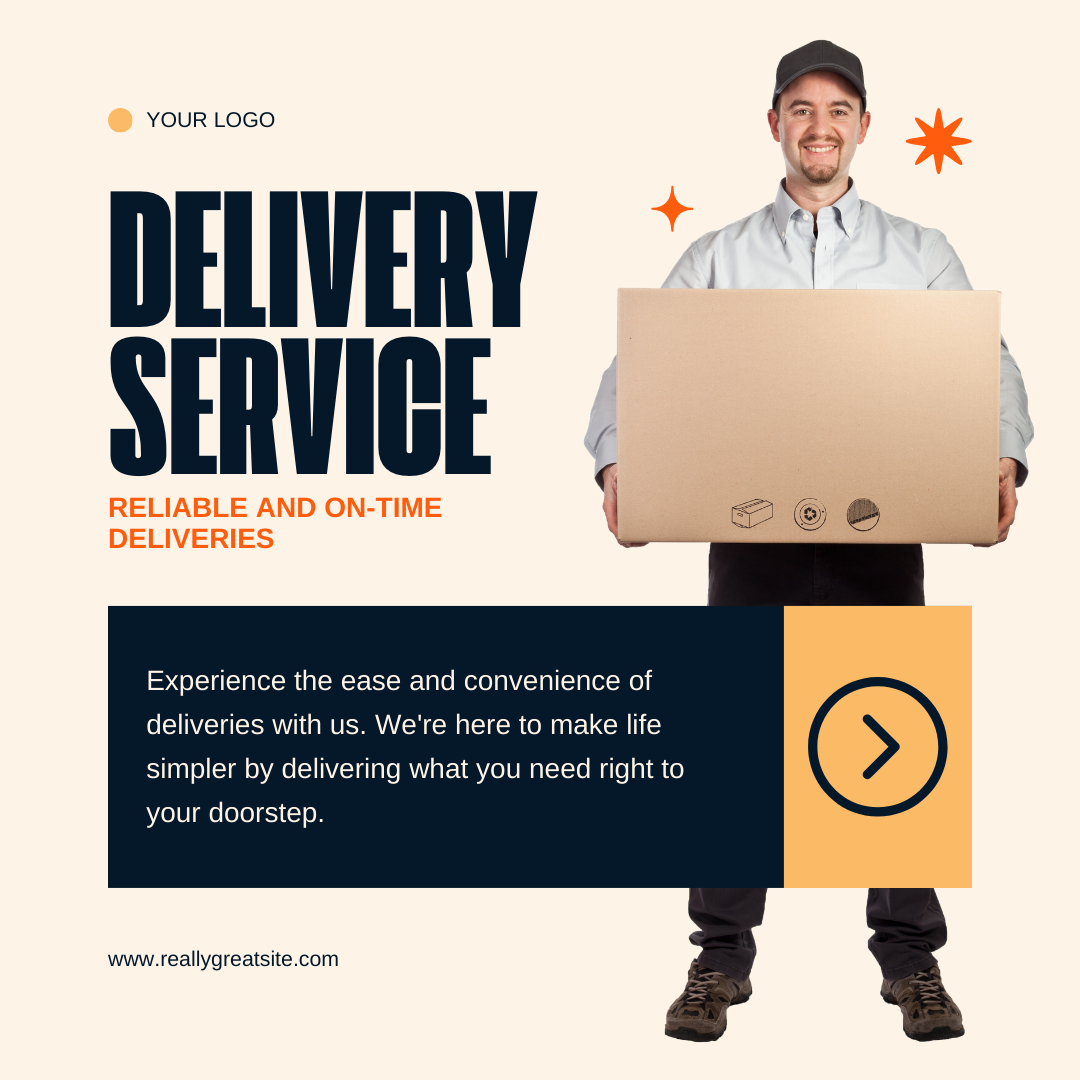 YOUR LOGO
DELIVERY
SERVICE
RELIABLE AND ON-TIME
DELIVERIES
Experience the ease and convenience of
deliveries with us. We're here to make life
simpler by delivering what you need right to
your doorstep.
www.reallygreatsite.com